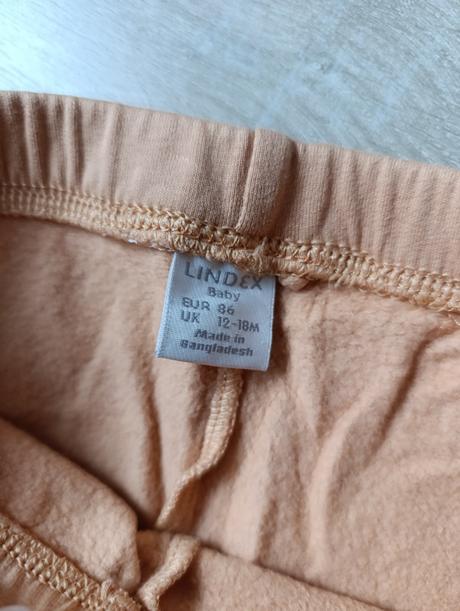 LINDEX
Baby
EUR 86
UK 12-18M
Made in
Bangladesh